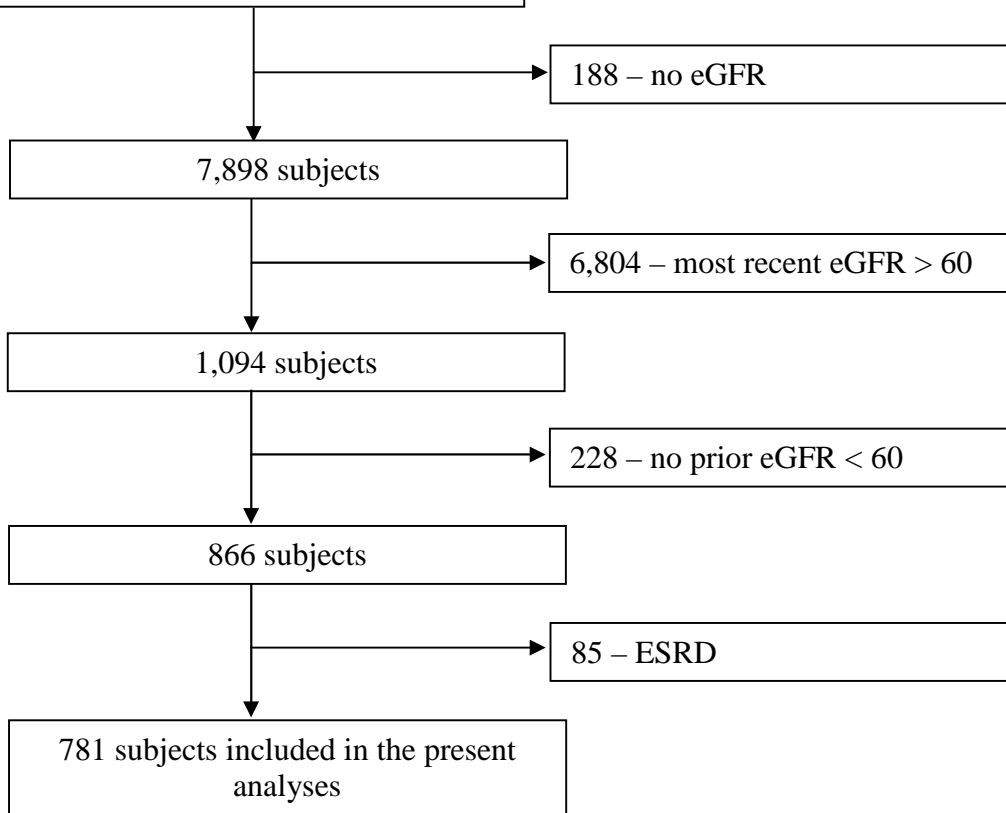 188 – no eGFR
7,898 subjects
6,804 – most recent eGFR > 60
1,094 subjects
228 – no prior eGFR < 60
866 subjects
85 – ESRD
781 subjects included in the present
analyses